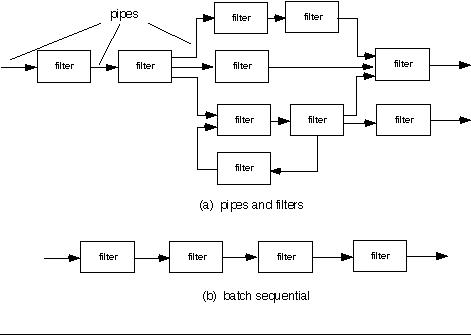 pipes
filter filter
filter filter filter filter
filter filter filter
filter
(a) pipes and filters
filter filter filter filter
(b) batch sequential